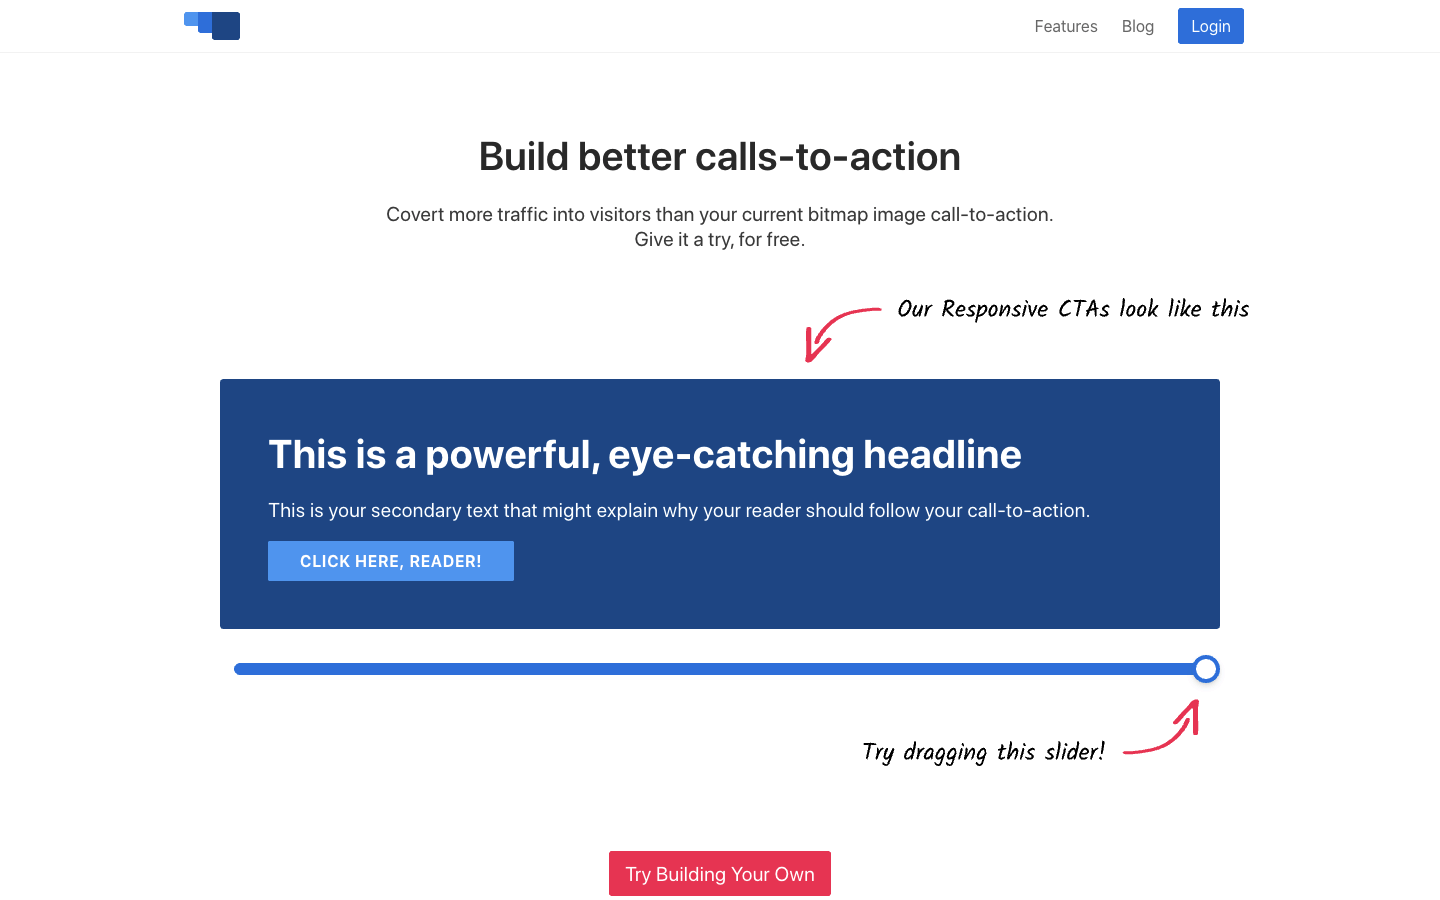 Features
Blog
Login
Build better calls-to-action
Covert more traffic into visitors than your current bitmap image call-to-action.
Give it a try, for free.
Our Responsive CTAs look like this
This is a powerful, eye-catching headline
This is your secondary text that might explain why your reader should follow your call-to-action.
CLICK HERE, READER!
Try dragging this slider!
Try Building Your Own